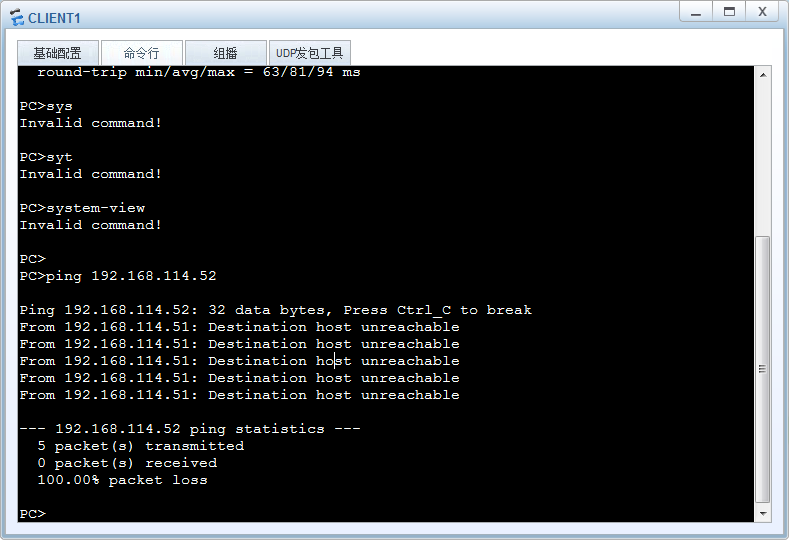 CLIENT1
基础配置 命令行 组播 UDP发包工具
round-trip min/avg/max = 63/81/94 ms
PC>sys
Invalid command!
PC>syt
Invalid command!
PC>system-view
Invalid command!
PC>
PC>ping 192.168.114.52
Ping 192.168.114.52: 32 data bytes, Press Ctrl_C to break
From 192.168.114.51: Destination host unreachable
From 192.168.114.51: Destination host unreachable
From 192.168.114.51: Destination host unreachable
From 192.168.114.51: Destination host unreachable
From 192.168.114.51: Destination host unreachable
--- 192.168.114.52 ping statistics ---
5 packet(s) transmitted
0 packet(s) received
100.00% packet loss
PC>